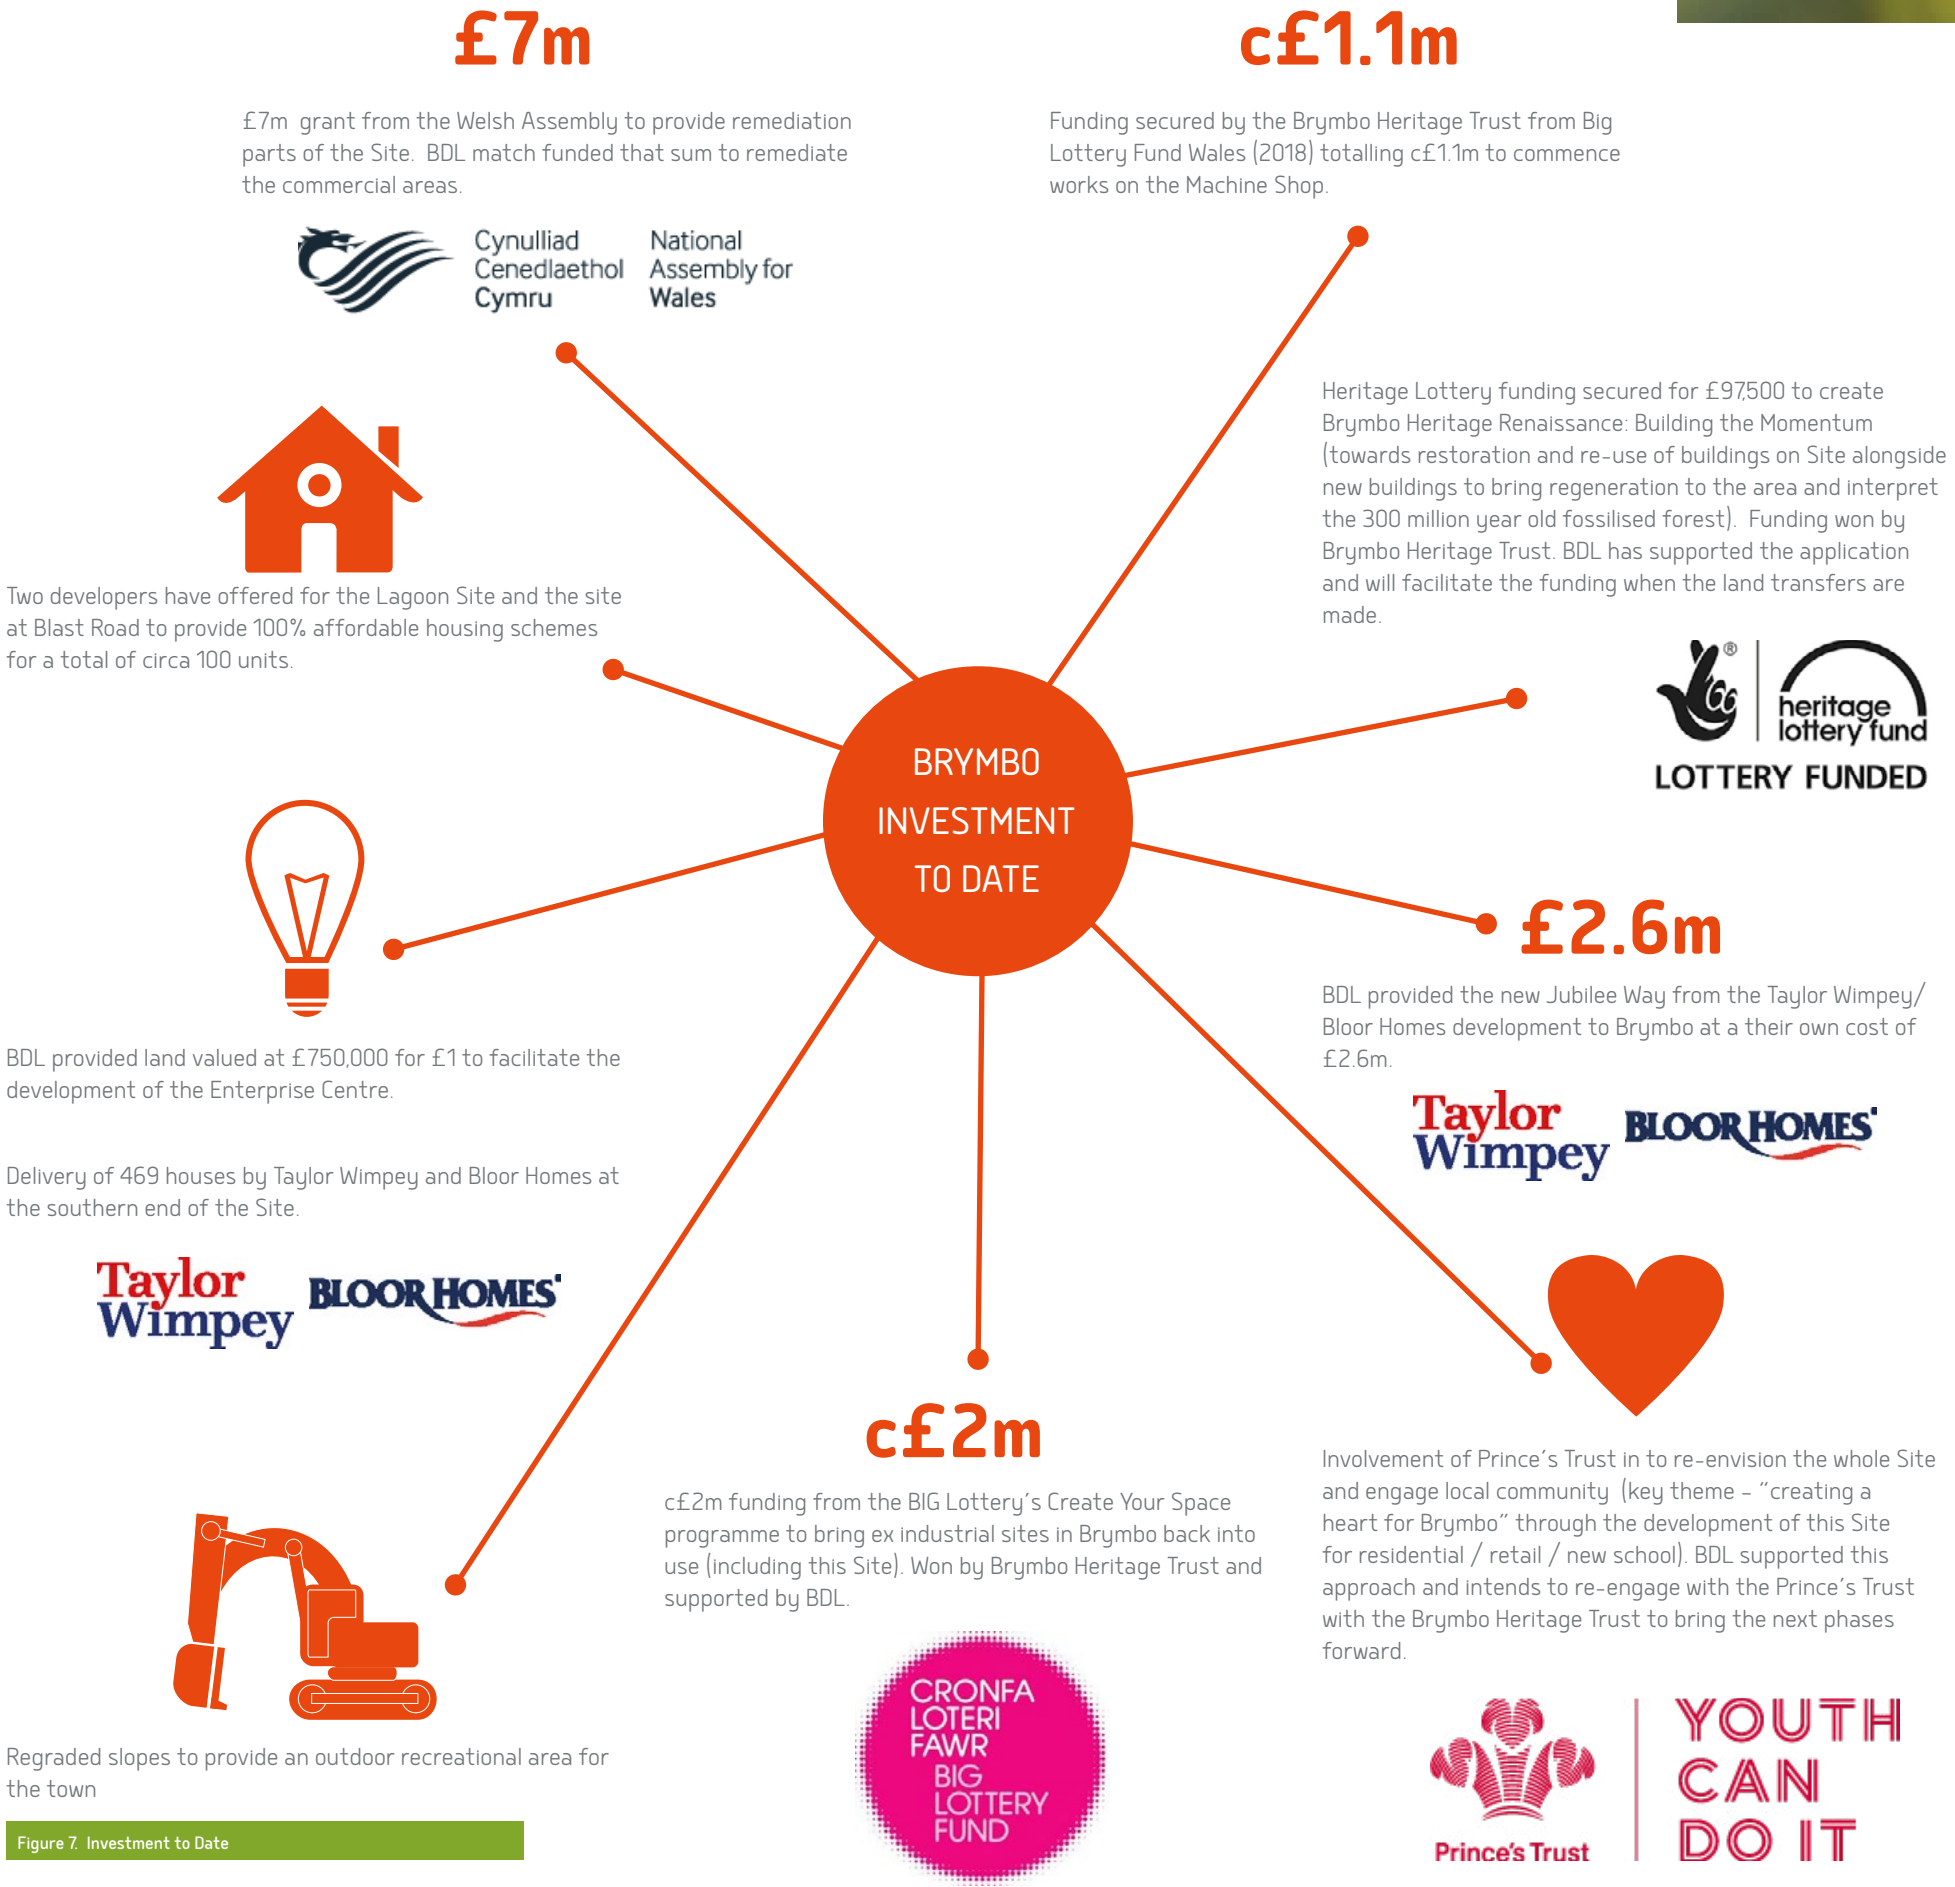 £7m
£7m grant from the Welsh Assembly to provide remediation
parts of the Site. BDL match funded that sum to remediate
the commercial areas.
Cynulliad
Cenedlaethol
Cymru
National
Assembly for
Wales
c£1.1m
Funding secured by the Brymbo Heritage Trust from Big
Lottery Fund Wales (2018) totalling c£1.1m to commence
works on the Machine Shop.
Heritage Lottery funding secured for £97,500 to create
Brymbo Heritage Renaissance: Building the Momentum
(towards restoration and re-use of buildings on Site alongside
new buildings to bring regeneration to the area and interpret
the 300 million year old fossilised forest). Funding won by
Brymbo Heritage Trust. BDL has supported the application
and will facilitate the funding when the land transfers are
made.
®
heritage
lottery fund
LOTTERY FUNDED
Two developers have offered for the Lagoon Site and the site
at Blast Road to provide 100% affordable housing schemes
for a total of circa 100 units.
BRYMBO
INVESTMENT
TO DATE
£2.6m
BDL provided the new Jubilee Way from the Taylor Wimpey/
Bloor Homes development to Brymbo at a their own cost of
£2.6m.
Taylor
Wimpey
BLOOR HOMES
BDL provided land valued at £750,000 for £1 to facilitate the
development of the Enterprise Centre.
Delivery of 469 houses by Taylor Wimpey and Bloor Homes at
the southern end of the Site.
Taylor
Wimpey
BLOOR HOMES
c£2m
c£2m funding from the BIG Lottery's Create Your Space
programme to bring ex industrial sites in Brymbo back into
use (including this Site). Won by Brymbo Heritage Trust and
supported by BDL.
CRONFA
LOTERI
FAWR
BIG
LOTTERY
FUND
Involvement of Prince's Trust in to re-envision the whole Site
and engage local community (key theme - "creating a
heart for Brymbo" through the development of this Site
for residential / retail / new school). BDL supported this
approach and intends to re-engage with the Prince's Trust
with the Brymbo Heritage Trust to bring the next phases
forward.
Prince's Trust
YOUTH
CAN
DO IT
Regraded slopes to provide an outdoor recreational area for
the town
Figure 7. Investment to Date